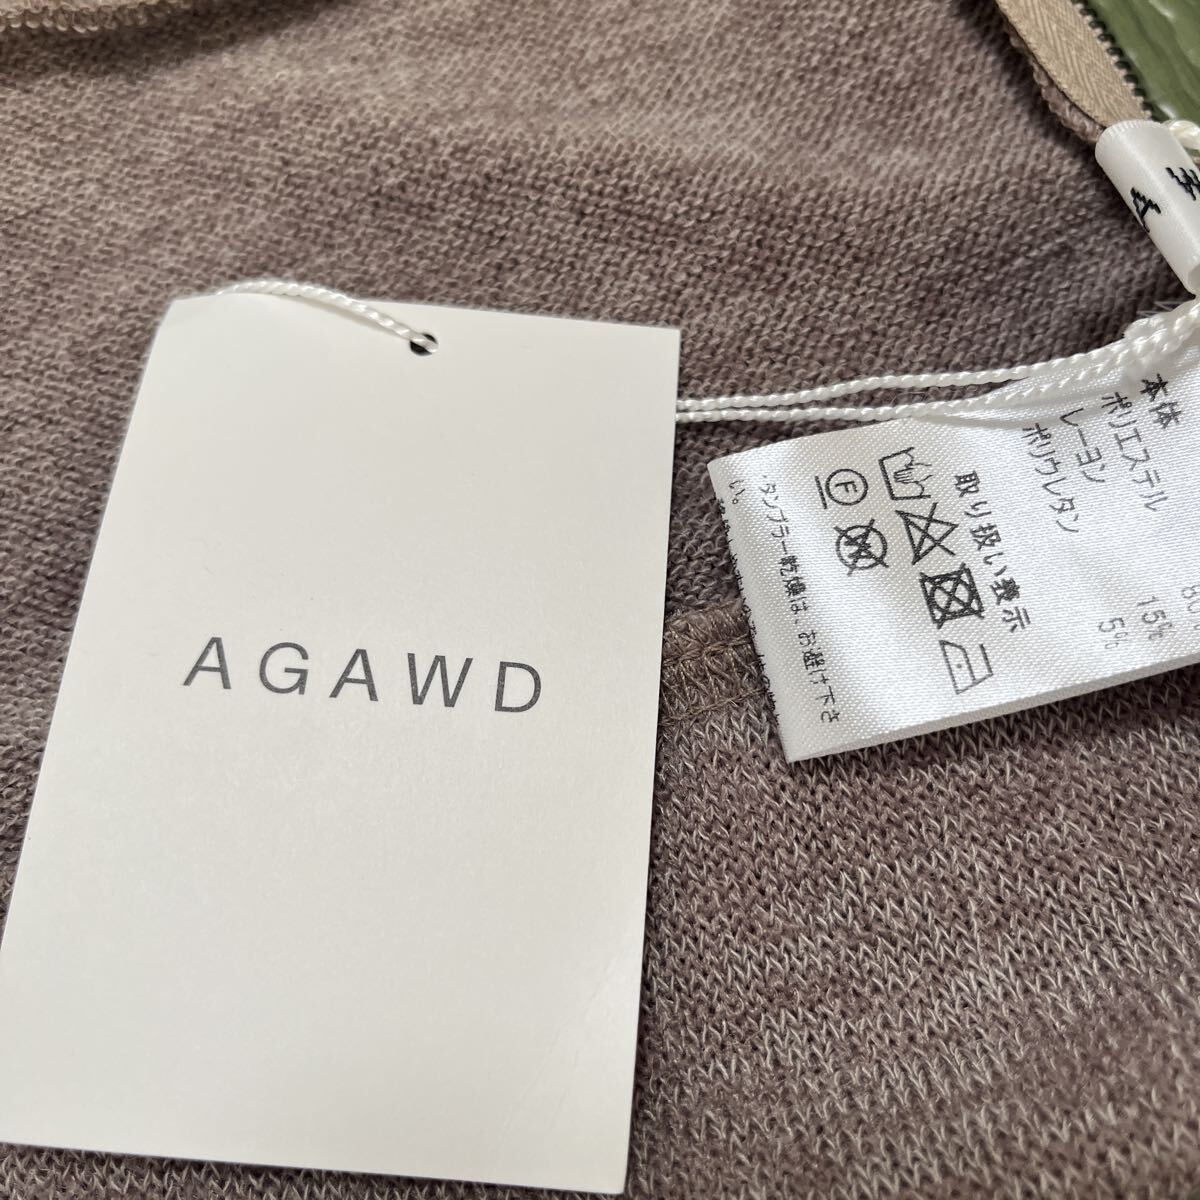 AGAWD
本体
ポリエステル 80
レーヨン 15%
ポリウレタン 5%
取り扱い表示
F
タンブラー乾燥は、お避け下さ
い。